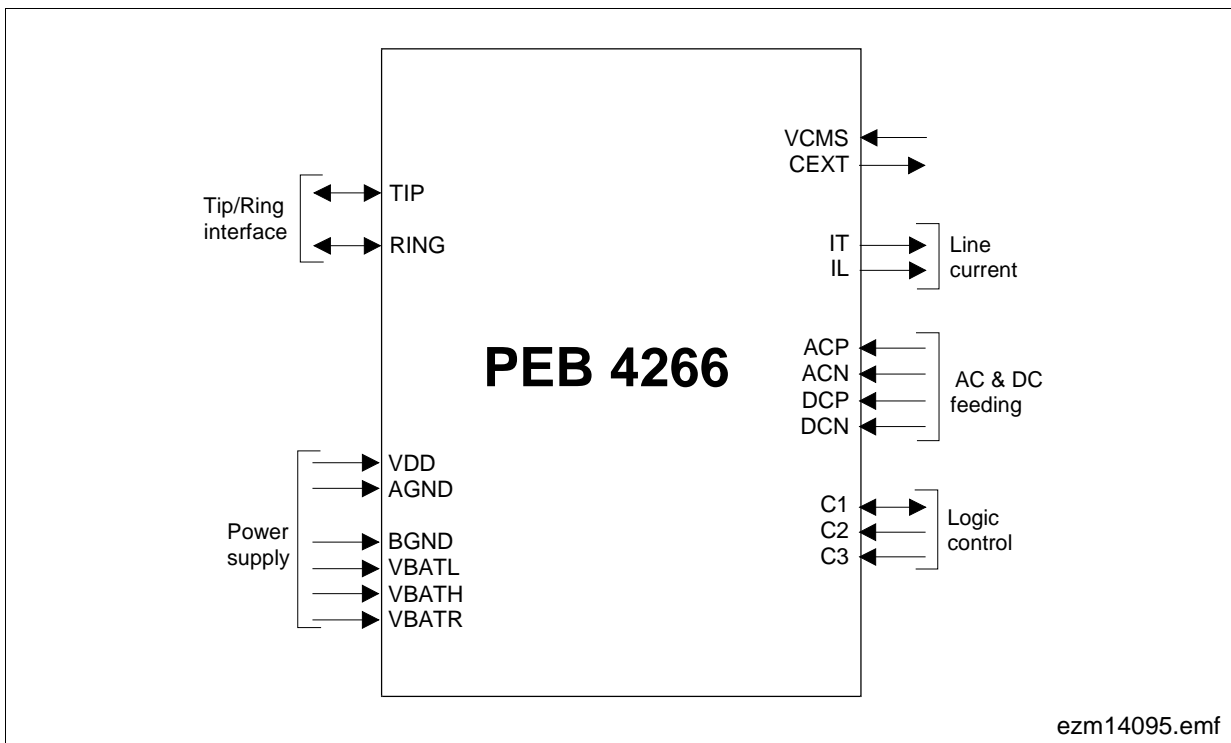 Tip/Ring
interface
TIP
RING
Power
supply
VDD
AGND
BGND
VBATL
VBATH
VBATR
PEB 4266
VCMS
CEXT
IT
IL
Line
current
ACP
ACN
DCP
DCN
AC & DC
feeding
C1
C2
C3
Logic
control
ezm14095.emf